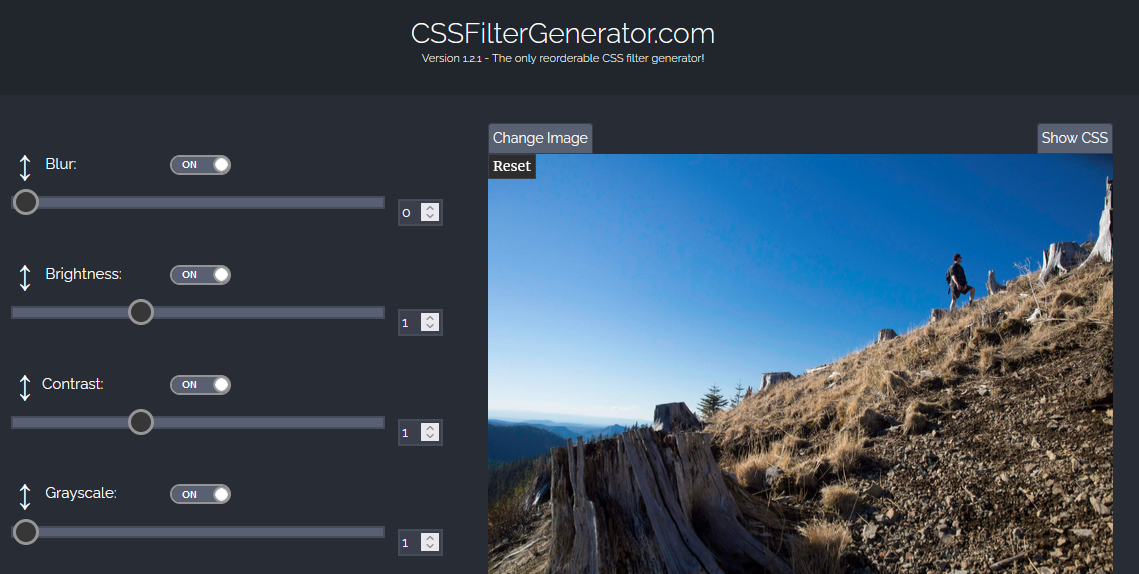 CSSFilterGenerator.com
Version 1.2.1 - The only reorderable CSS filter generator!
Change Image
Show CSS
Reset
Blur:
ON
0
Brightness:
ON
1
Contrast:
ON
1
Grayscale:
ON
1